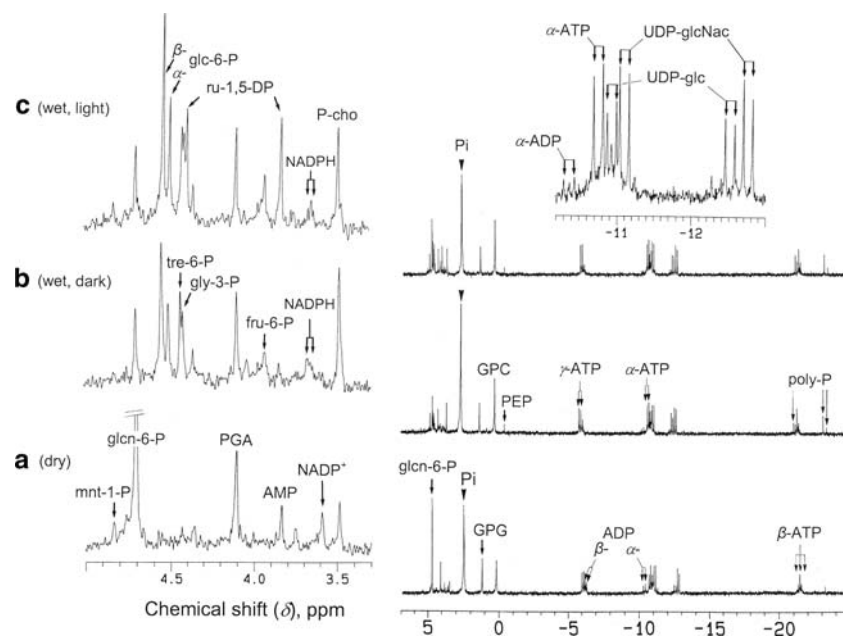 c (wet, light)
β-
glc-6-P
α-
ru-1,5-DP
P-cho
NADPH
b (wet, dark)
tre-6-P
gly-3-P
fru-6-P
NADPH
a (dry)
glcn-6-P
mnt-1-P
PGA
AMP
NADP+
4.5 4.0 3.5
Chemical shift (δ), ppm
α-ATP
UDP-glcNac
UDP-glc
α-ADP
-11 -12
Pi
GPC
PEP
γ-ATP
α-ATP
poly-P
glcn-6-P
Pi
GPG
ADP
β- α-
β-ATP
5 0 -5 -10 -15 -20